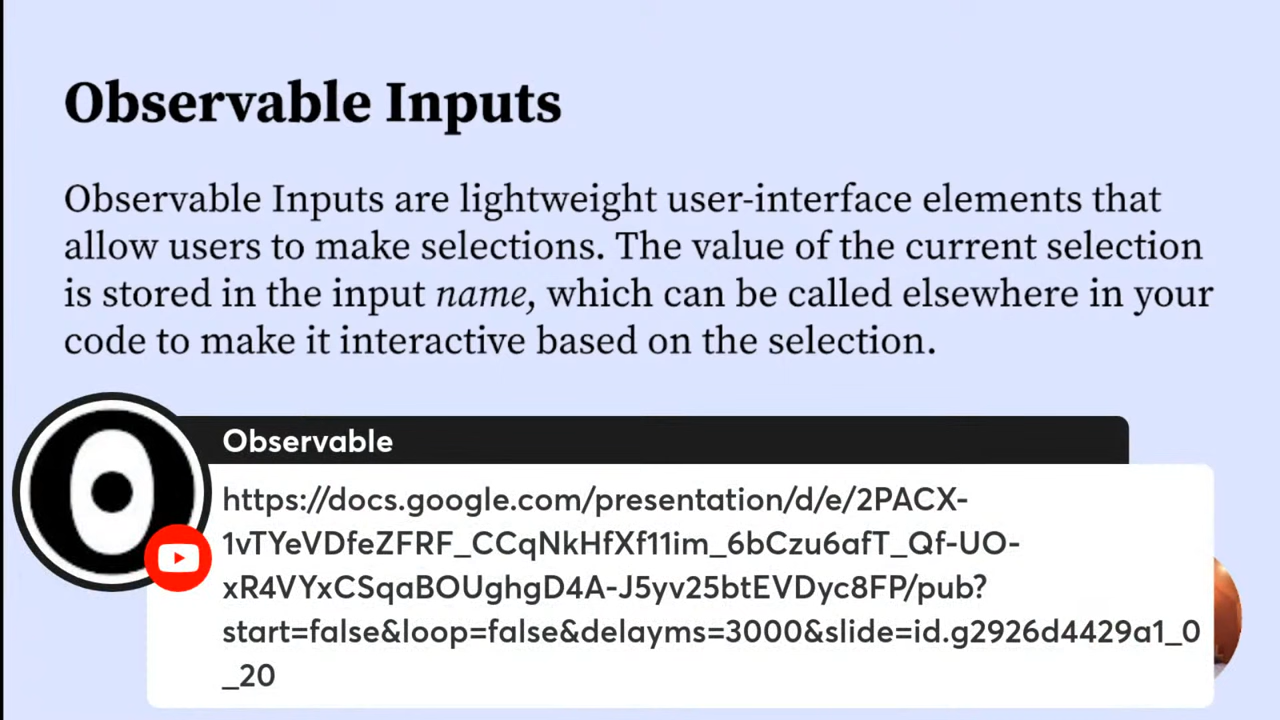 Observable Inputs
Observable Inputs are lightweight user-interface elements that
allow users to make selections. The value of the current selection
is stored in the input name, which can be called elsewhere in your
code to make it interactive based on the selection.
Observable
https://docs.google.com/presentation/d/e/2PACX-
1vTYeVDfeZFRF_CCqNkHfXf11im_6bCzu6afT_Qf-UO-
xR4VYxCSqaBOUghgD4A-J5yv25btEVDyc8FP/pub?
start=false&loop=false&delayms=3000&slide=id.g2926d4429a1_0
_20